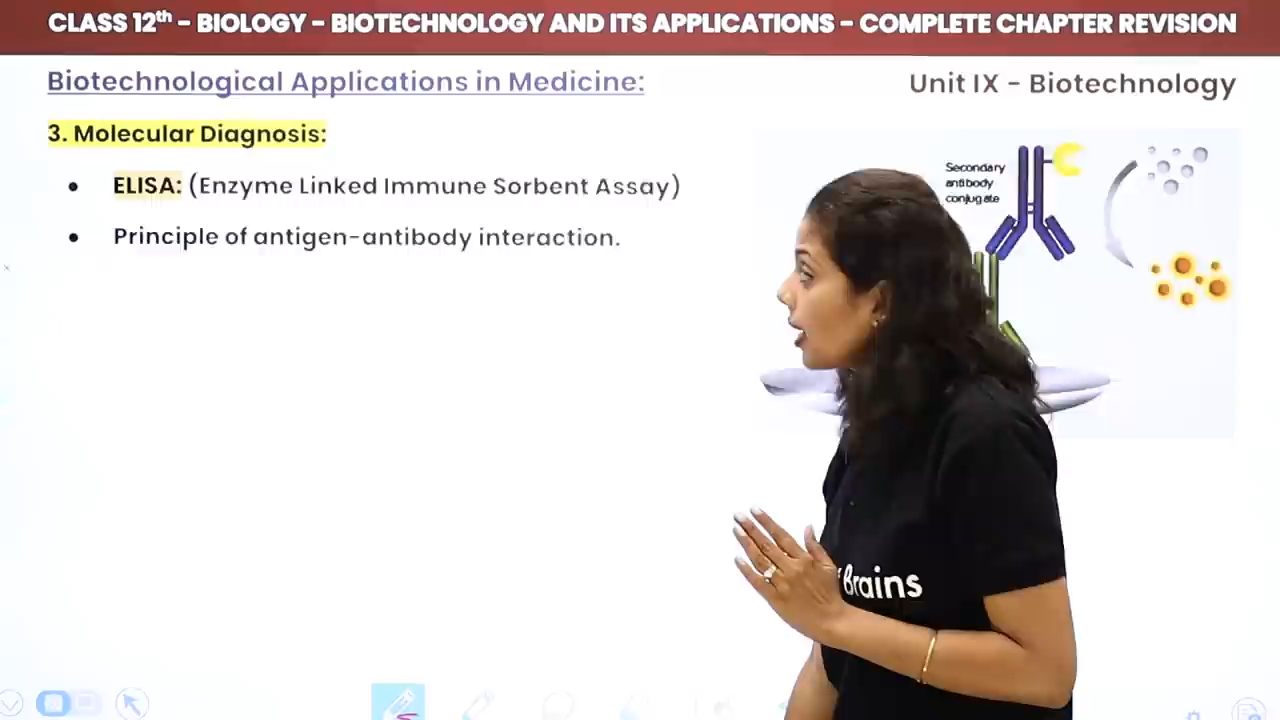 CLASS 12th – BIOLOGY – BIOTECHNOLOGY AND ITS APPLICATIONS – COMPLETE CHAPTER REVISION
Biotechnological Applications in Medicine:
Unit IX – Biotechnology
3. Molecular Diagnosis:
• ELISA: (Enzyme Linked Immune Sorbent Assay)
• Principle of antigen-antibody interaction.
Secondary
antibody
conjugate
Brains